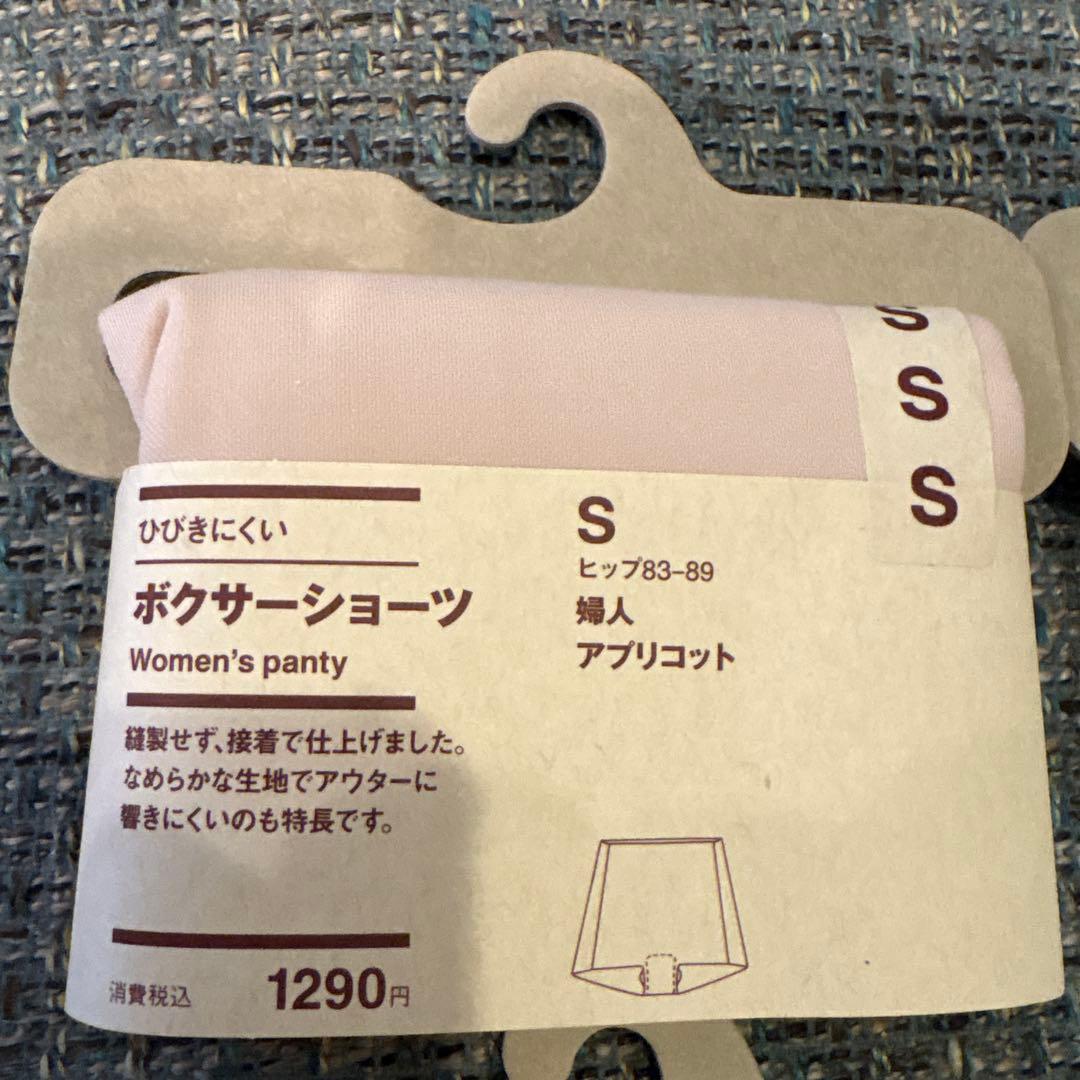 S
S
S
ひびきにくい
ボクサーショーツ
Women's panty
縫製せず、接着で仕上げました。
なめらかな生地でアウターに
響きにくいのも特長です。
消費税込 1290円
S
ヒップ83-89
婦人
アプリコット